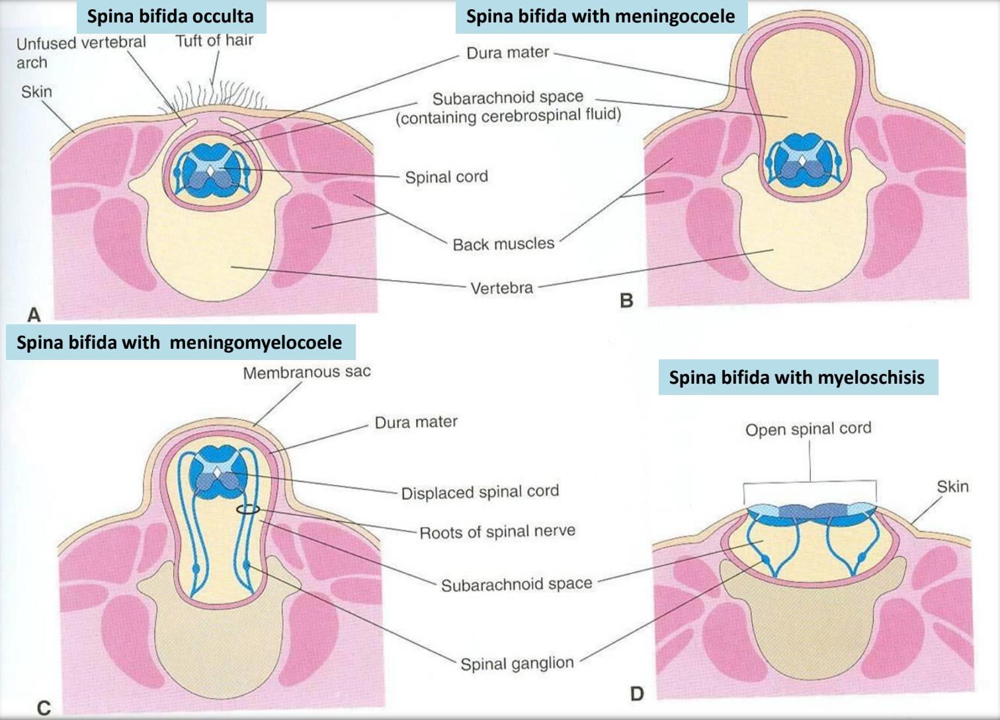 Spina bifida occulta
Spina bifida with meningocoele
Unfused vertebral
arch
Tuft of hair
Skin
Dura mater
Subarachnoid space
(containing cerebrospinal fluid)
Spinal cord
Back muscles
Vertebra
A
B
Spina bifida with meningomyelocoele
Spina bifida with myeloschisis
Membranous sac
Dura mater
Displaced spinal cord
Roots of spinal nerve
Subarachnoid space
Spinal ganglion
Open spinal cord
Skin
C
D